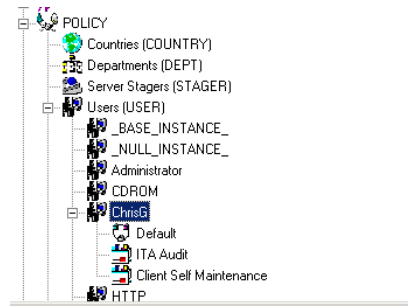 POLICY
Countries (COUNTRY)
Departments (DEPT)
Server Stagers (STAGER)
Users (USER)
_BASE_INSTANCE_
_NULL_INSTANCE_
Administrator
CDROM
ChrisG
Default
ITA Audit
Client Self Maintenance
HTTP